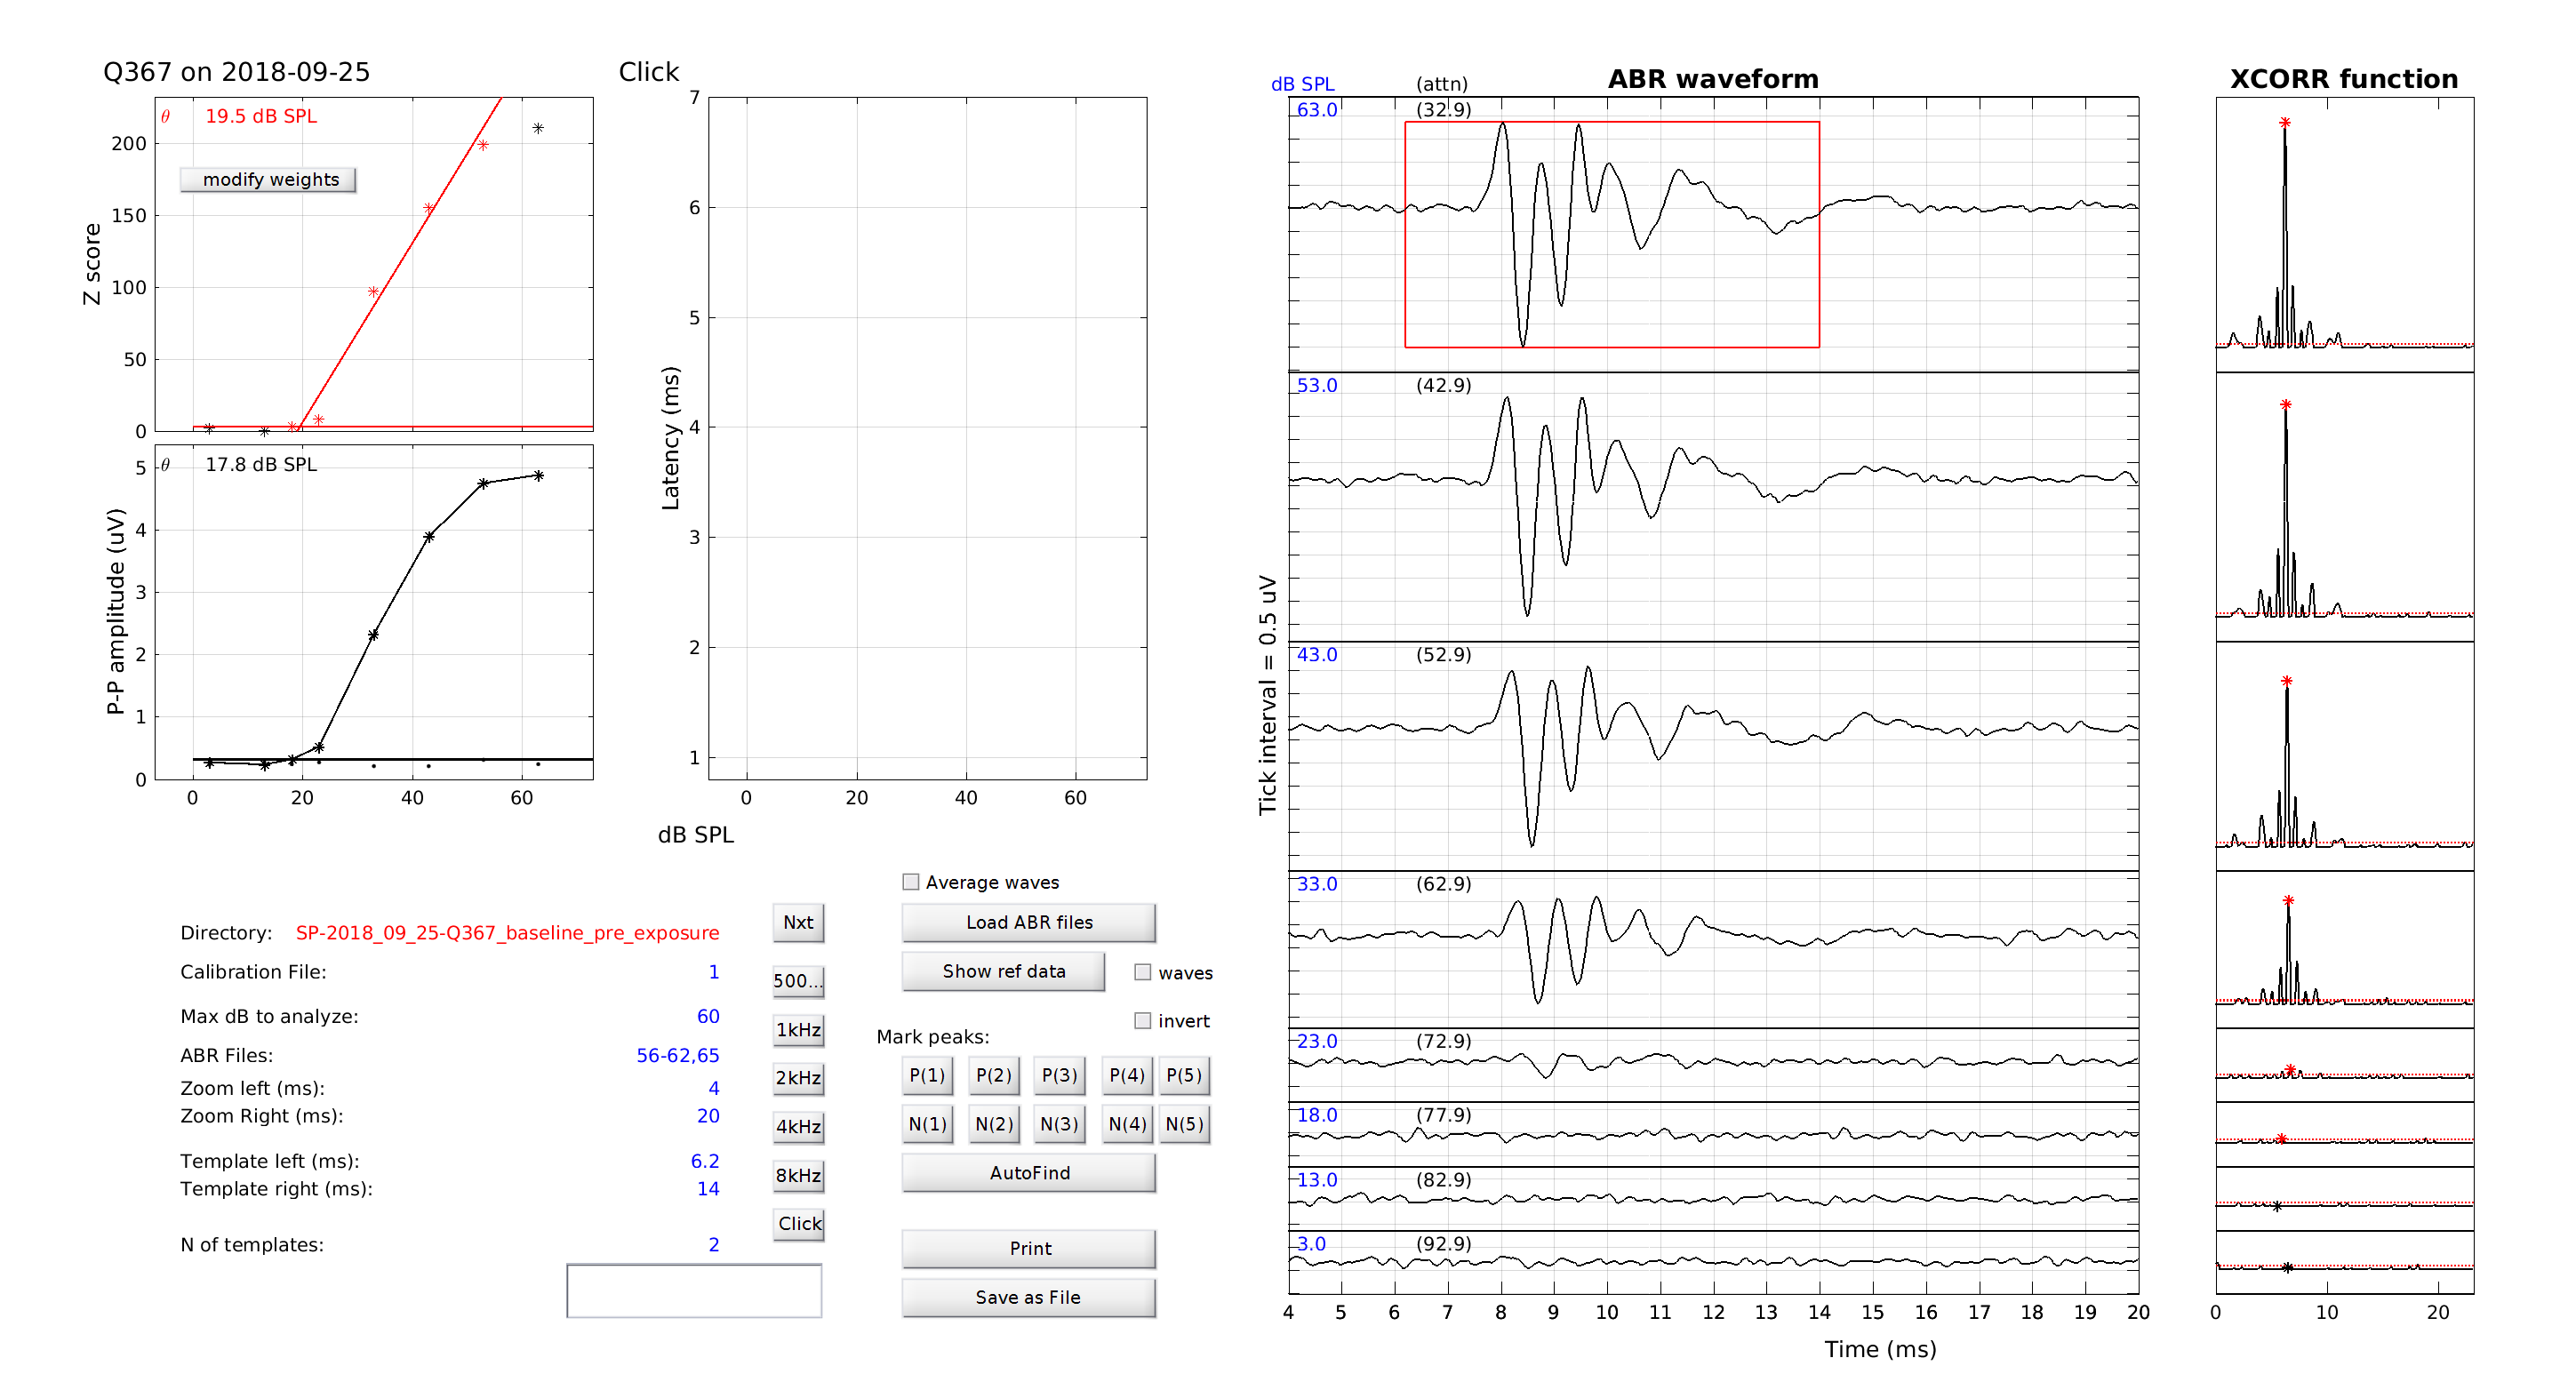 Q367 on 2018-09-25
Click
θ 19.5 dB SPL
modify weights
Z score
200
150
100
50
0
θ 17.8 dB SPL
P-P amplitude (uV)
5
4
3
2
1
0
0 20 40 60
Latency (ms)
7
6
5
4
3
2
1
0 20 40 60
dB SPL
Directory: SP-2018_09_25-Q367_baseline_pre_exposure
Calibration File: 1
Max dB to analyze: 60
ABR Files: 56-62,65
Zoom left (ms): 4
Zoom Right (ms): 20
Template left (ms): 6.2
Template right (ms): 14
N of templates: 2
Nxt
500...
1kHz
2kHz
4kHz
8kHz
Click
Average waves
Load ABR files
Show ref data
waves
invert
Mark peaks:
P(1) P(2) P(3) P(4) P(5)
N(1) N(2) N(3) N(4) N(5)
AutoFind
Print
Save as File
dB SPL (attn) ABR waveform
63.0 (32.9)
53.0 (42.9)
43.0 (52.9)
33.0 (62.9)
23.0 (72.9)
18.0 (77.9)
13.0 (82.9)
3.0 (92.9)
Tick interval = 0.5 uV
4 5 6 7 8 9 10 11 12 13 14 15 16 17 18 19 20
Time (ms)
XCORR function
0 10 20